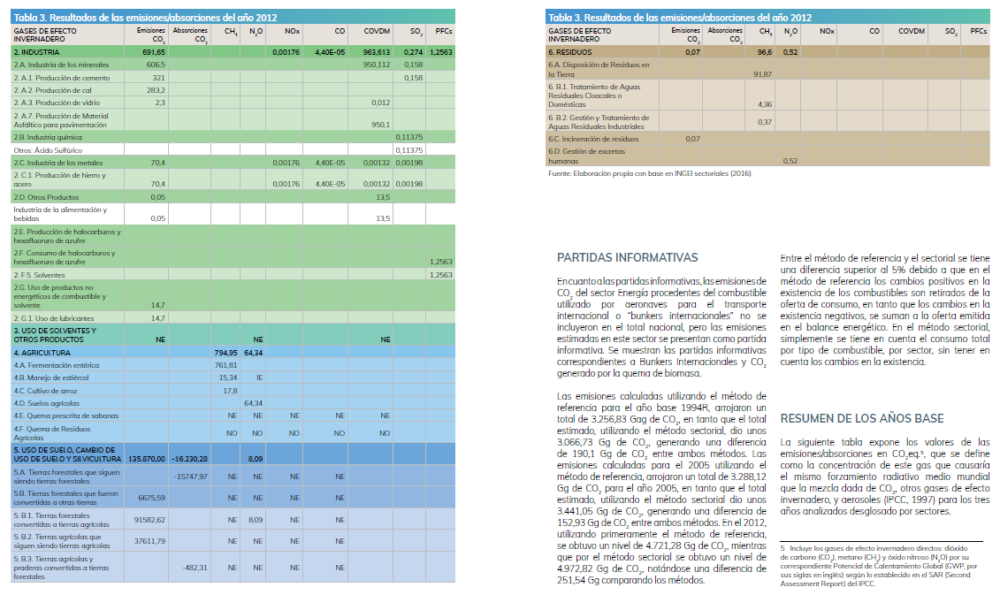 Tabla 3. Resultados de las emisiones/absorciones del año 2012
GASES DE EFECTO INVERNADERO Emisiones CO2 Absorciones CO2 CH4 N2O NOx CO COVDM SO2 PFCs
2. INDUSTRIA 691,65 0,00176 4,40E-05 963,613 0,274 1,2563
2.A. Industria de los minerales 606,5 950,112 0,158
2. A.1. Producción de cemento 321 0,158
2. A.2. Producción de cal 283,2
2. A.3. Producción de vidrio 2,3 0,012
2. A.7. Producción de Material
Asfáltico para pavimentación 950,1
2.B. Industria química 0,11375
Otros: Ácido Sulfúrico 0,11375
2.C. Industria de los metales 70,4 0,00176 4,40E-05 0,00132 0,00198
2. C.1. Producción de hierro y
acero 70,4 0,00176 4,40E-05 0,00132 0,00198
2.D. Otros Productos 0,05 13,5
Industria de la alimentación y
bebidas 0,05 13,5
2.E. Producción de halocarburos y
hexafluoruro de azufre
2.F. Consumo de halocarburos y
hexafluoruro de azufre 1,2563
2. F.5. Solventes 1,2563
2.G. Uso de productos no
energéticos de combustible y
solvente 14,7
2. G.1. Uso de lubricantes 14,7
3. USO DE SOLVENTES Y
OTROS PRODUCTOS NE NE NE
4. AGRICULTURA 794,95 64,34
4.A. Fermentación entérica 761,81
4.B. Manejo de estiércol 15,34 IE
4.C. Cultivo de arroz 17,8
4.D. Suelos agrícolas 64,34
4.E. Quema prescrita de sabanas NE NE NE NE NE
4.F. Quema de Residuos
Agrícolas NO NO NO NO NO
5. USO DE SUELO, CAMBIO DE
USO DE SUELO Y SILVICULTURA 135.870,00 -16.230,28 8,09
5.A. Tierras forestales que siguen
siendo tierras forestales -15747,97 NE NE NE NE
5.B. Tierras forestales que fueron
convertidas a otras tierras 6675,59 NE NE NE NE
5. B.1. Tierras forestales
convertidas a tierras agrícolas 91582,62 NE 8,09 NE NE
5. B.2. Tierras agrícolas que
siguen siendo tierras agrícolas 37611,79 NE NE NE NE
5. B.3. Tierras agrícolas y
praderas convertidas a tierras
forestales -482,31 NE NE NE NE
Tabla 3. Resultados de las emisiones/absorciones del año 2012
GASES DE EFECTO INVERNADERO Emisiones CO2 Absorciones CO2 CH4 N2O NOx CO COVDM SO2 PFCs
6. RESIDUOS 0,07 96,6 0,52
6.A. Disposición de Residuos en
la Tierra 91,87
6. B.1. Tratamiento de Aguas
Residuales Cloacales o
Domésticas 4,36
6. B.2. Gestión y Tratamiento de
Aguas Residuales Industriales 0,37
6.C. Incineración de residuos 0,07
6.D. Gestión de excretas
humanas 0,52
Fuente: Elaboración propia con base en INGEI sectoriales (2016).
PARTIDAS INFORMATIVAS
En cuanto a las partidas informativas, las emisiones de
CO2 del sector Energía procedentes del combustible
utilizado por aeronaves para el transporte
internacional o “bunkers internacionales” no se
incluyeron en el total nacional, pero las emisiones
estimadas en este sector se presentan como partida
informativa. Se muestran las partidas informativas
correspondientes a Bunkers Internacionales y CO2
generado por la quema de biomasa.
Las emisiones calculadas utilizando el método de
referencia para el año base 1994R, arrojaron un
total de 3.256,83 Gag de CO2, en tanto que el total
estimado, utilizando el método sectorial, dio unos
3.066,73 Gg de CO2, generando una diferencia
de 190,1 Gg de CO2 entre ambos métodos. Las
emisiones calculadas para el 2005 utilizando el
método de referencia, arrojaron un total de 3.288,12
Gg de CO2 para el año 2005, en tanto que el total
estimado, utilizando el método sectorial dio unos
3.441,05 Gg de CO2, generando una diferencia de
152,93 Gg de CO2 entre ambos métodos. En el 2012,
utilizando primeramente el método de referencia,
se obtuvo un nivel de 4.721,28 Gg de CO2, mientras
que por el método sectorial se obtuvo un nivel de
4.972,82 Gg de CO2, notándose una diferencia de
251,54 Gg comparando los métodos.
Entre el método de referencia y el sectorial se tiene
una diferencia superior al 5% debido a que en el
método de referencia los cambios positivos en la
existencia de los combustibles son retirados de la
oferta de consumo, en tanto que los cambios en la
existencia negativos, se suman a la oferta emitida
en el balance energético. En el método sectorial,
simplemente se tiene en cuenta el consumo total
por tipo de combustible, por sector, sin tener en
cuenta los cambios en la existencia.
RESUMEN DE LOS AÑOS BASE
La siguiente tabla expone los valores de las
emisiones/absorciones en CO2eq.⁵, que se define
como la concentración de este gas que causaría
el mismo forzamiento radiativo medio mundial
que la mezcla dada de CO2, otros gases de efecto
invernadero, y aerosoles (IPCC, 1997) para los tres
años analizados desglosado por sectores.
5 Incluye los gases de efecto invernadero directos: dióxido
de carbono (CO2), metano (CH4) y óxido nitroso (N2O) por su
correspondiente Potencial de Calentamiento Global (GWP, por
sus siglas en inglés) según lo establecido en el SAR (Second
Assessment Report) del IPCC.